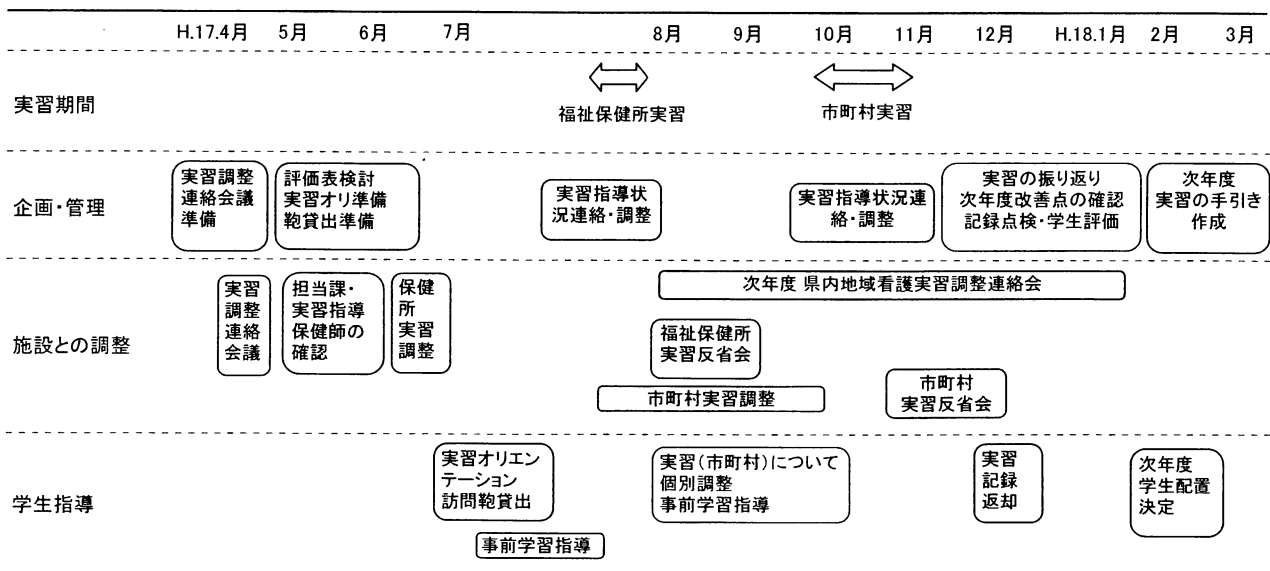 H.17.4月 5月 6月 7月 8月 9月 10月 11月 12月 H.18.1月 2月 3月
実習期間
福祉保健所実習
市町村実習
企画・管理
実習調整
連絡会議
準備
評価表検討
実習オリ準備
鞄貸出準備
実習指導状
況連絡・調整
実習指導状況連
絡・調整
実習の振り返り
次年度改善点の確認
記録点検・学生評価
次年度
実習の手引き
作成
施設との調整
実習
調整
連絡
会議
担当課・
実習指導
保健師の
確認
保健
所
実習
調整
次年度 県内地域看護実習調整連絡会
福祉保健所
実習反省会
市町村実習調整
市町村
実習反省会
学生指導
実習オリエン
テーション
訪問鞄貸出
事前学習指導
実習(市町村)について
個別調整
事前学習指導
実習
記録
返却
次年度
学生配置
決定